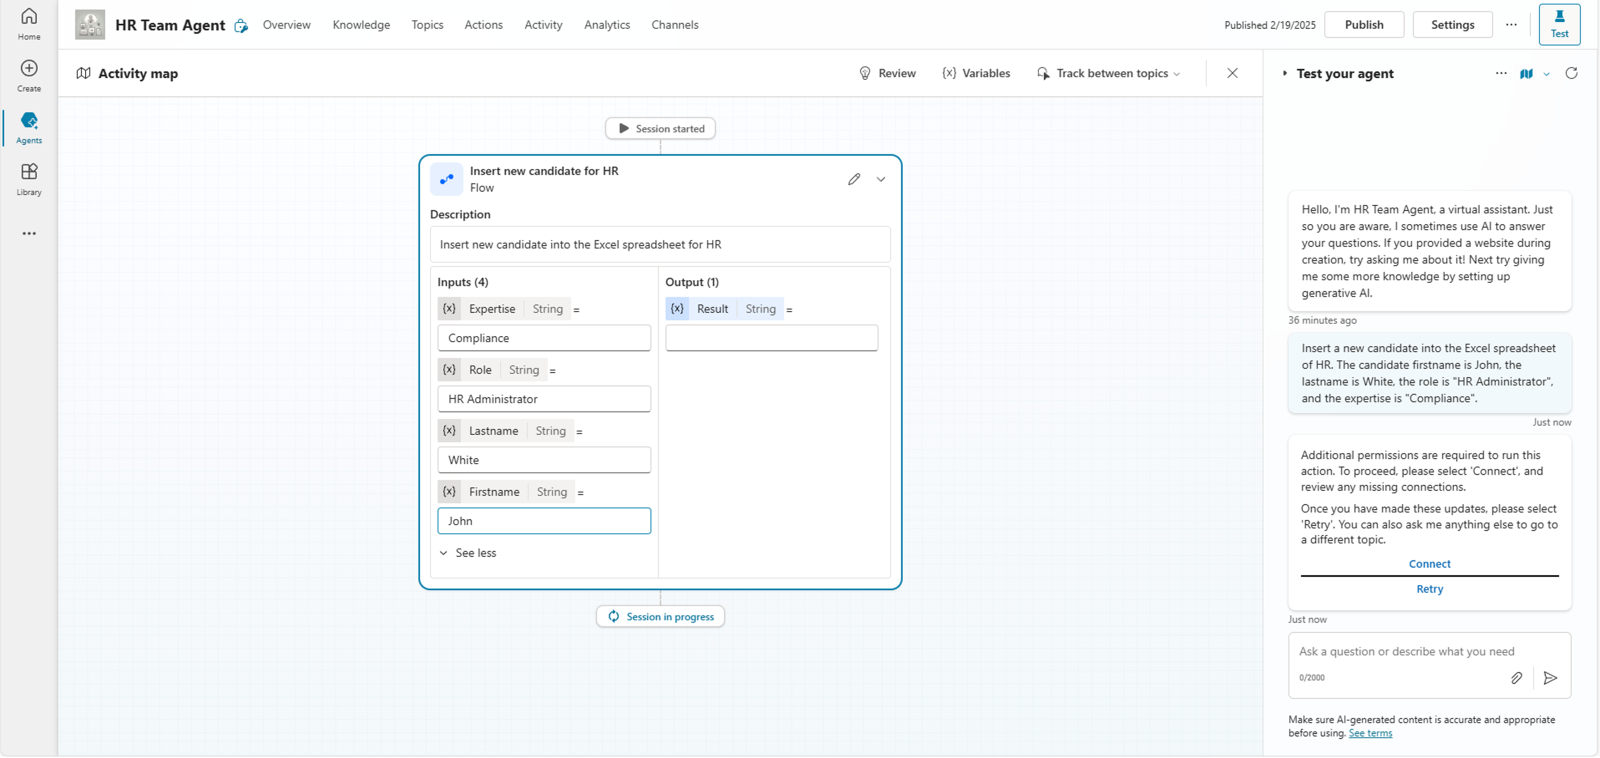 Home
Create
Agents
Library
HR Team Agent
Overview
Knowledge
Topics
Actions
Activity
Analytics
Channels
Published 2/19/2025
Publish
Settings
Test
Activity map
Review
{x} Variables
Track between topics
Session started
Insert new candidate for HR
Flow
Description
Insert new candidate into the Excel spreadsheet for HR
Inputs (4)
{x} Expertise String =
Compliance
{x} Role String =
HR Administrator
{x} Lastname String =
White
{x} Firstname String =
John
See less
Output (1)
{x} Result String =
Session in progress
Test your agent
Hello, I'm HR Team Agent, a virtual assistant. Just
so you are aware, I sometimes use AI to answer
your questions. If you provided a website during
creation, try asking me about it! Next try giving
me some more knowledge by setting up
generative AI.
36 minutes ago
Insert a new candidate into the Excel spreadsheet
of HR. The candidate firstname is John, the
lastname is White, the role is "HR Administrator",
and the expertise is "Compliance".
Just now
Additional permissions are required to run this
action. To proceed, please select 'Connect', and
review any missing connections.
Once you have made these updates, please select
'Retry'. You can also ask me anything else to go to
a different topic.
Connect
Retry
Just now
Ask a question or describe what you need
0/2000
Make sure AI-generated content is accurate and appropriate
before using. See terms